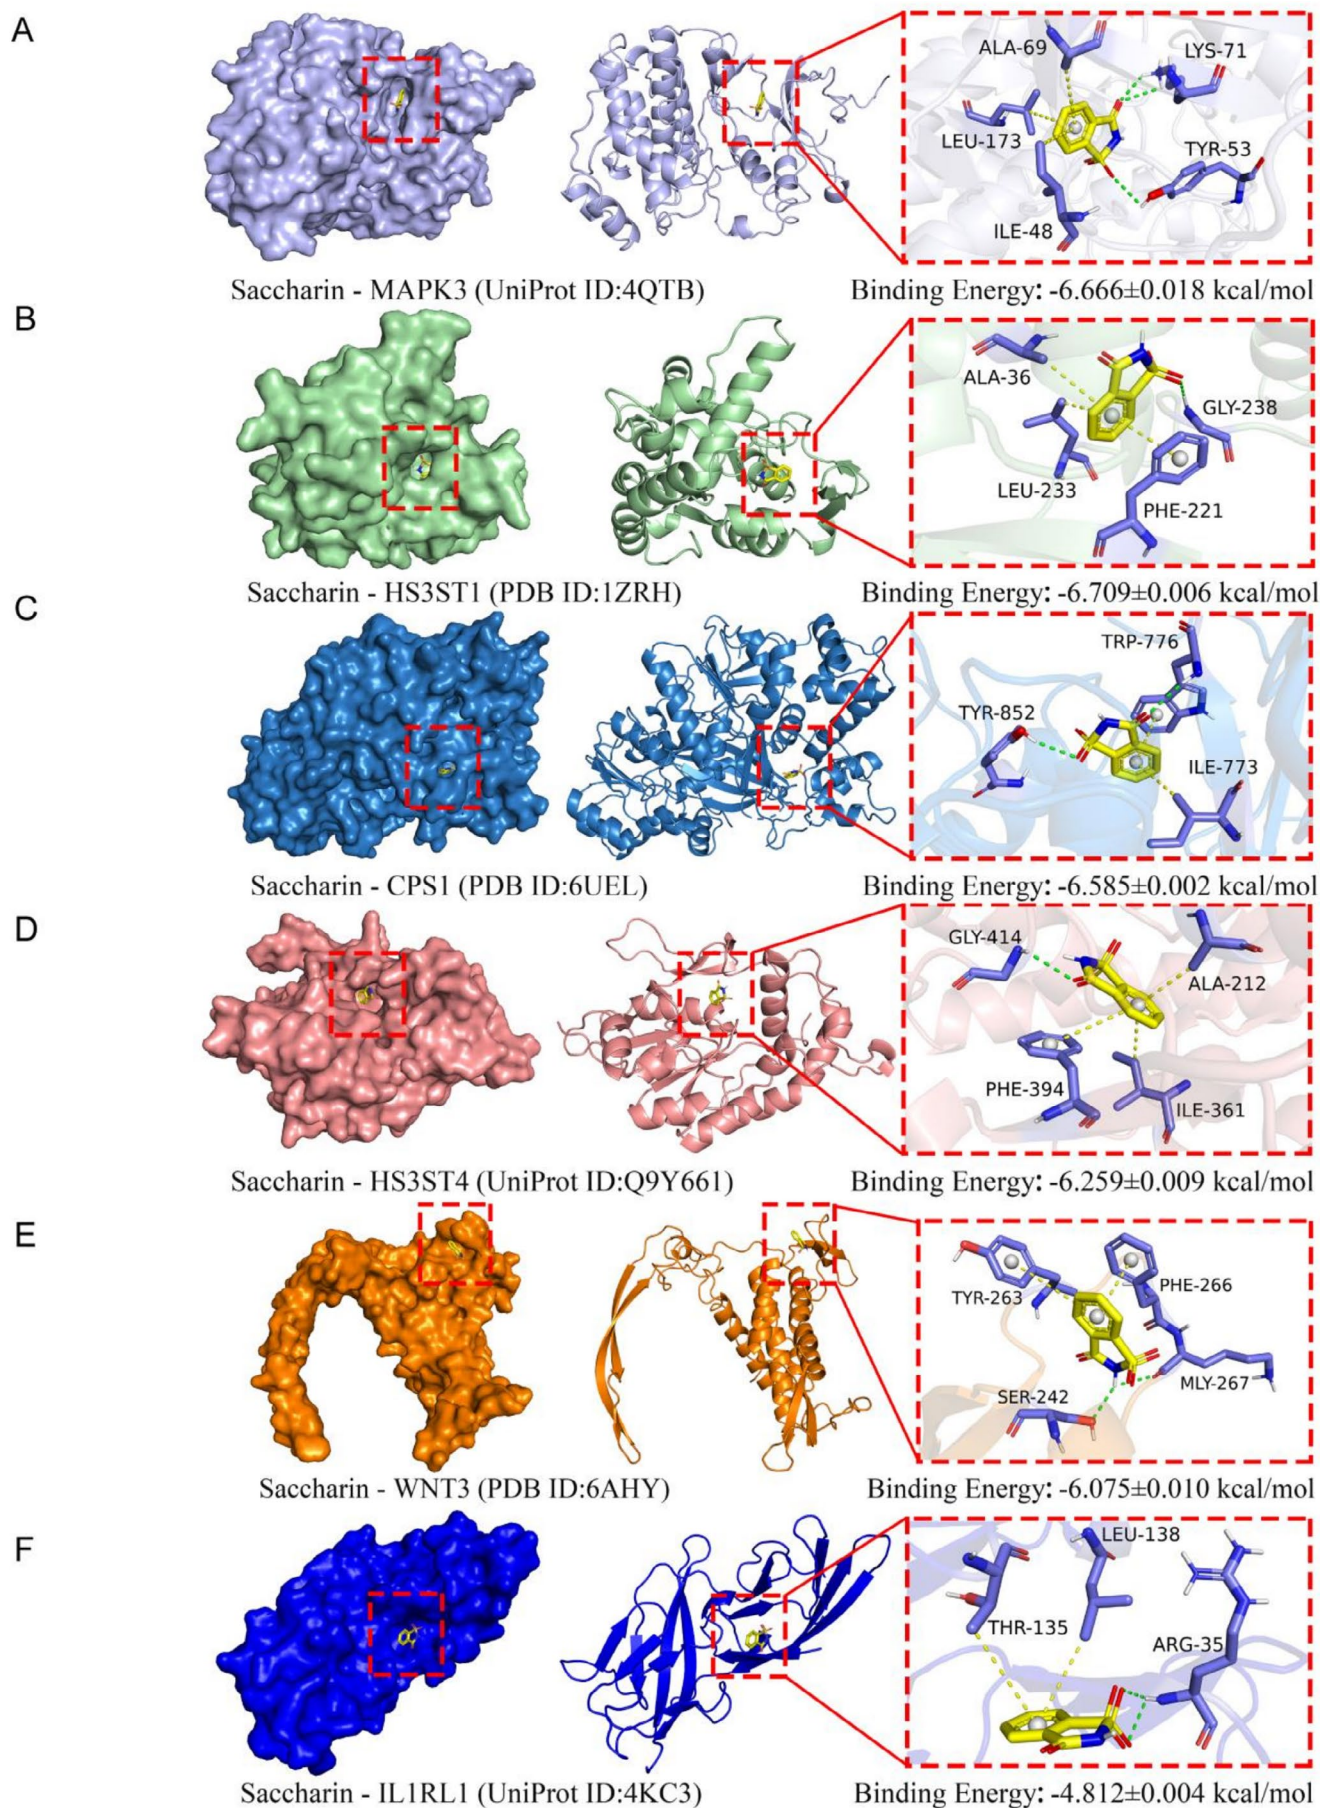 A
ALA-69
LYS-71
LEU-173
TYR-53
ILE-48
Saccharin - MAPK3 (UniProt ID:4QTB)
Binding Energy: -6.666±0.018 kcal/mol
B
ALA-36
GLY-238
LEU-233
PHE-221
Saccharin - HS3ST1 (PDB ID:1ZRH)
Binding Energy: -6.709±0.006 kcal/mol
C
TRP-776
TYR-852
ILE-773
Saccharin - CPS1 (PDB ID:6UEL)
Binding Energy: -6.585±0.002 kcal/mol
D
GLY-414
ALA-212
PHE-394
ILE-361
Saccharin - HS3ST4 (UniProt ID:Q9Y661)
Binding Energy: -6.259±0.009 kcal/mol
E
TYR-263
PHE-266
SER-242
MLY-267
Saccharin - WNT3 (PDB ID:6AHY)
Binding Energy: -6.075±0.010 kcal/mol
F
LEU-138
THR-135
ARG-35
Saccharin - IL1RL1 (UniProt ID:4KC3)
Binding Energy: -4.812±0.004 kcal/mol